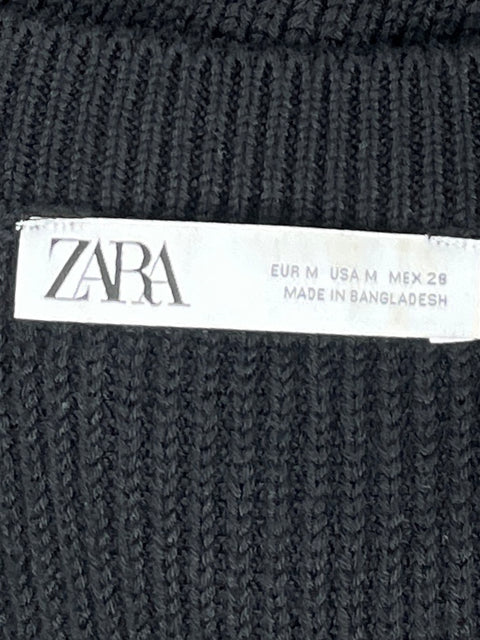 ZARA
EUR M USA M MEX 28
MADE IN BANGLADESH